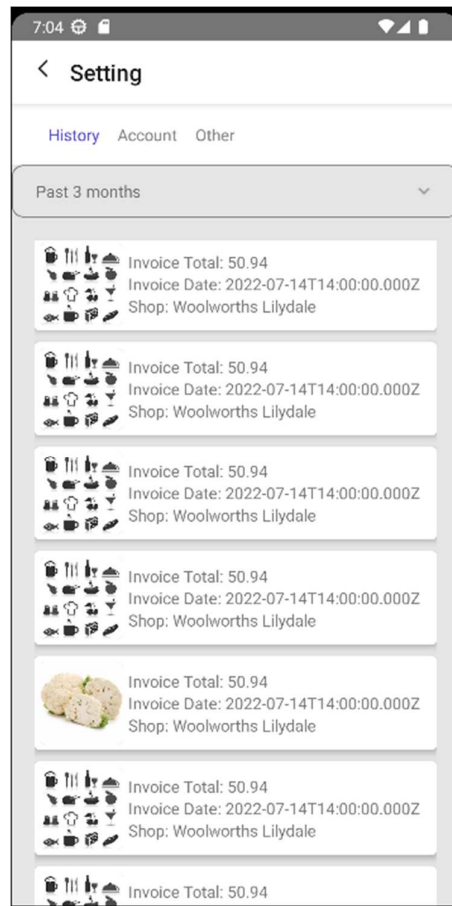 7:04
Setting
History Account Other
Past 3 months
Invoice Total: 50.94
Invoice Date: 2022-07-14T14:00:00.000Z
Shop: Woolworths Lilydale
Invoice Total: 50.94
Invoice Date: 2022-07-14T14:00:00.000Z
Shop: Woolworths Lilydale
Invoice Total: 50.94
Invoice Date: 2022-07-14T14:00:00.000Z
Shop: Woolworths Lilydale
Invoice Total: 50.94
Invoice Date: 2022-07-14T14:00:00.000Z
Shop: Woolworths Lilydale
Invoice Total: 50.94
Invoice Date: 2022-07-14T14:00:00.000Z
Shop: Woolworths Lilydale
Invoice Total: 50.94
Invoice Date: 2022-07-14T14:00:00.000Z
Shop: Woolworths Lilydale
Invoice Total: 50.94